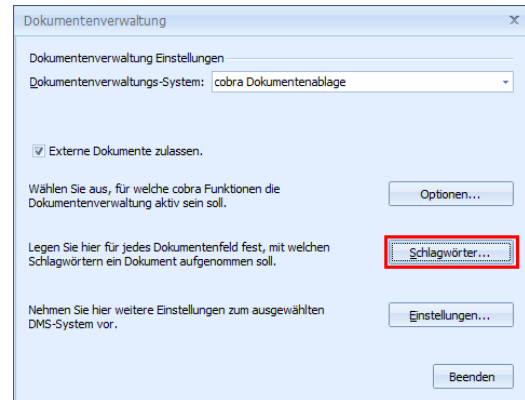 Dokumentenverwaltung
Dokumentenverwaltung Einstellungen
Dokumentenverwaltungs-System: cobra Dokumentenablage
Externe Dokumente zulassen.
Wählen Sie aus, für welche cobra Funktionen die
Dokumentenverwaltung aktiv sein soll.
Optionen...
Legen Sie hier für jedes Dokumentenfeld fest, mit welchen
Schlagwörtern ein Dokument aufgenommen soll.
Schlagwörter...
Nehmen Sie hier weitere Einstellungen zum ausgewählten
DMS-System vor.
Einstellungen...
Beenden